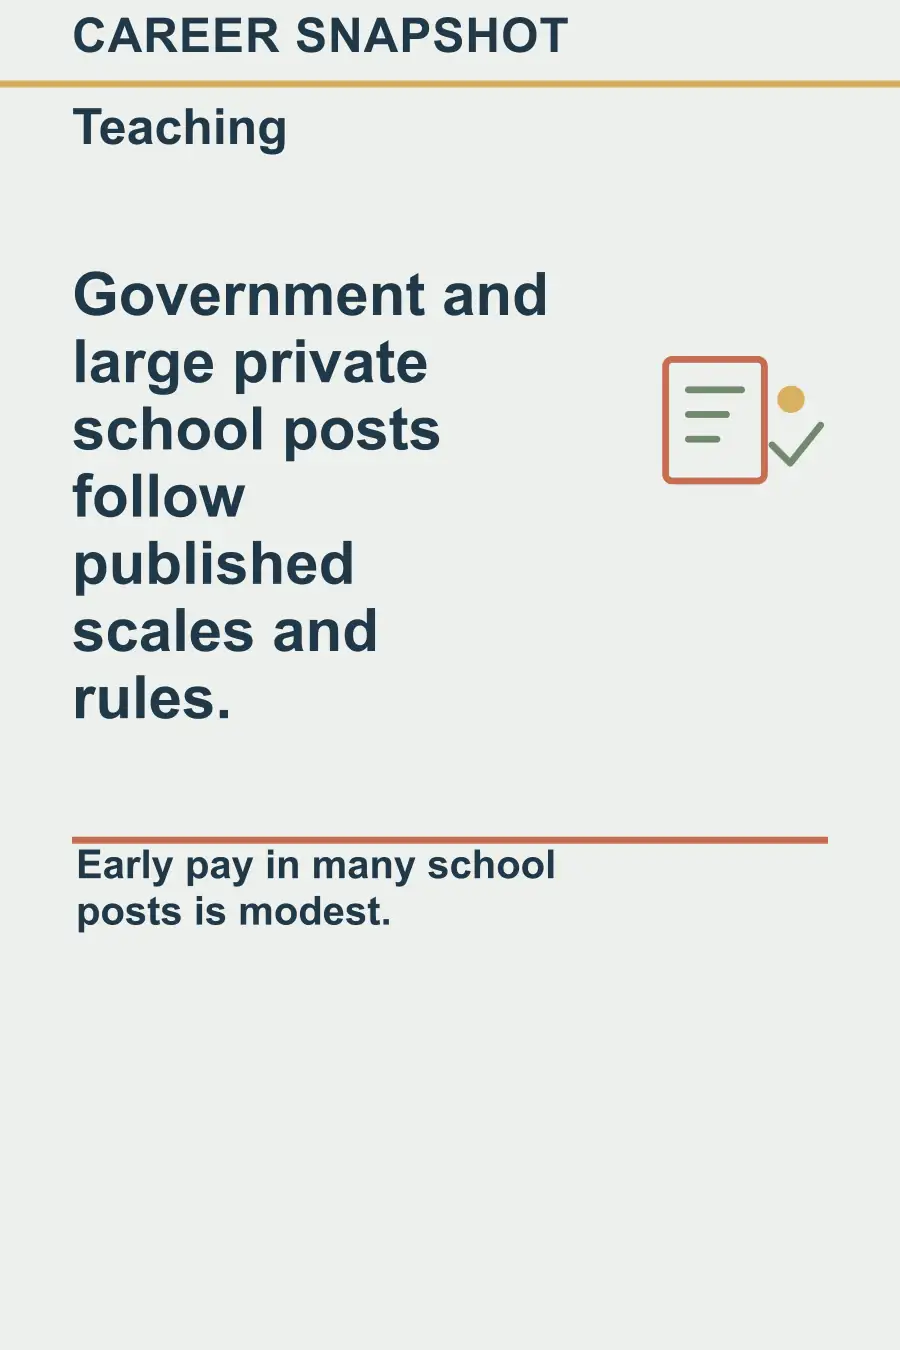 CAREER SNAPSHOT
Teaching
Government and
large private
school posts
follow
published
scales and
rules.
Early pay in many school
posts is modest.